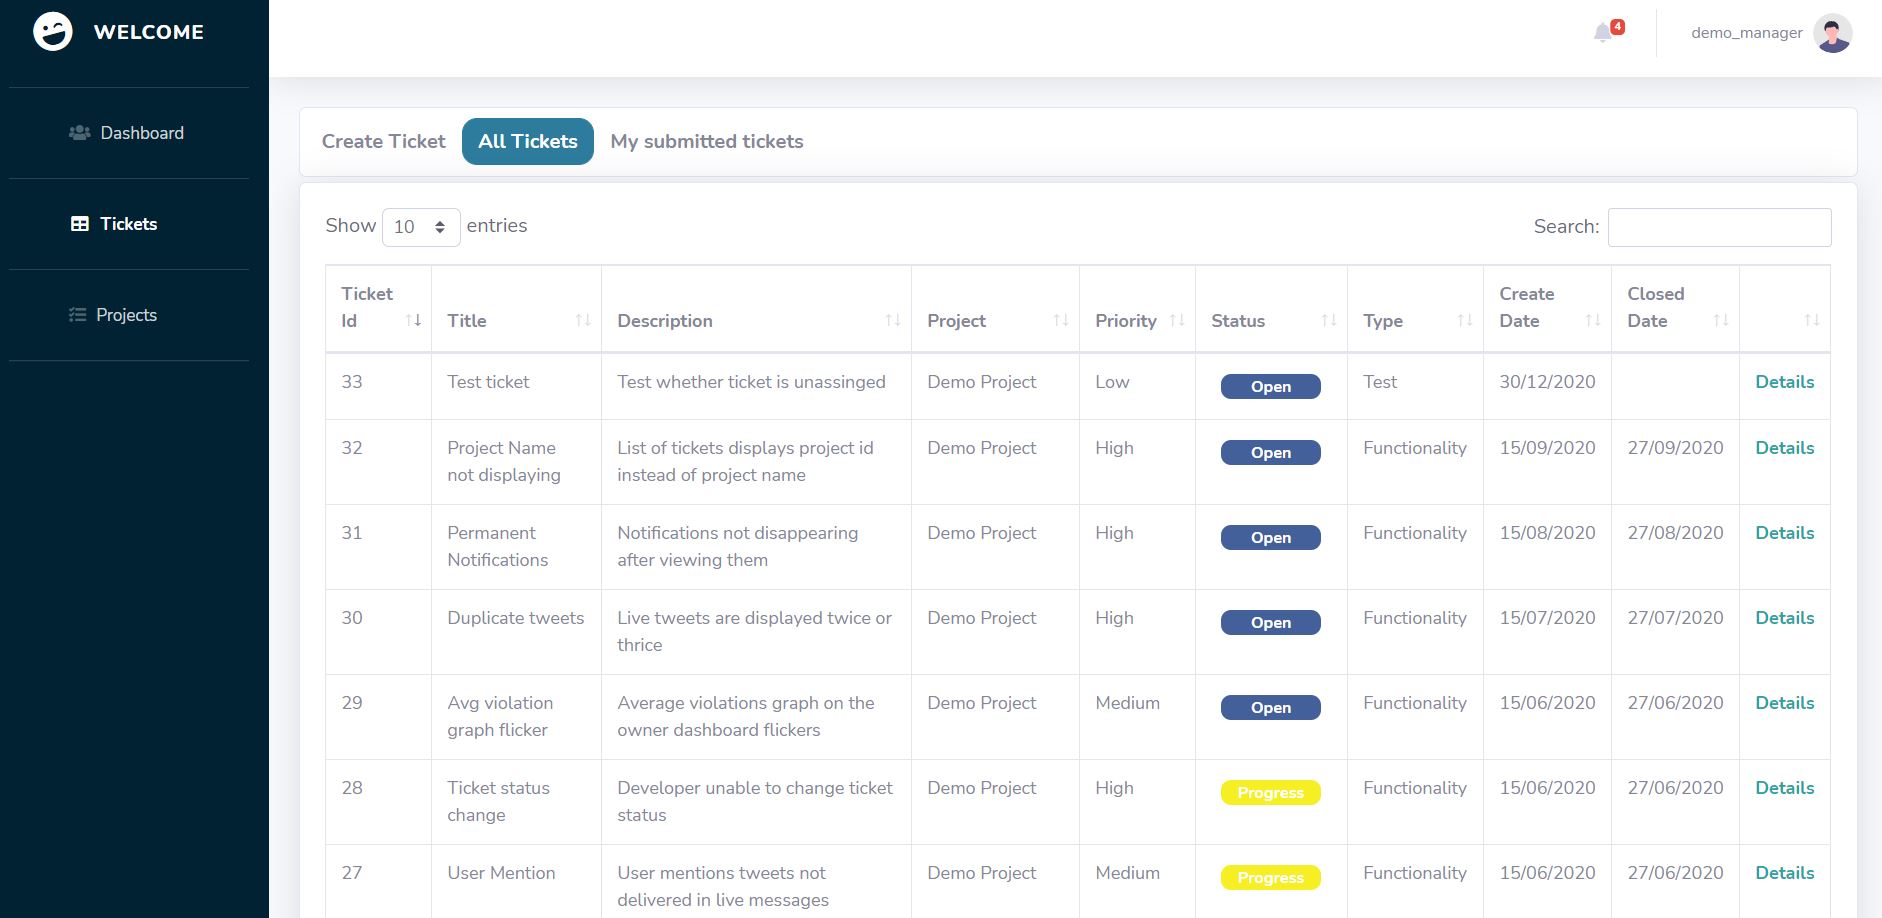 WELCOME
4
demo_manager
Dashboard
Tickets
Projects
Create Ticket All Tickets My submitted tickets
Show 10 entries
Search:
Ticket Id Title Description Project Priority Status Type Create Date Closed Date
33 Test ticket Test whether ticket is unassinged Demo Project Low Open Test 30/12/2020 Details
32 Project Name not displaying List of tickets displays project id instead of project name Demo Project High Open Functionality 15/09/2020 27/09/2020 Details
31 Permanent Notifications Notifications not disappearing after viewing them Demo Project High Open Functionality 15/08/2020 27/08/2020 Details
30 Duplicate tweets Live tweets are displayed twice or thrice Demo Project High Open Functionality 15/07/2020 27/07/2020 Details
29 Avg violation graph flicker Average violations graph on the owner dashboard flickers Demo Project Medium Open Functionality 15/06/2020 27/06/2020 Details
28 Ticket status change Developer unable to change ticket status Demo Project High Progress Functionality 15/06/2020 27/06/2020 Details
27 User Mention User mentions tweets not delivered in live messages Demo Project Medium Progress Functionality 15/06/2020 27/06/2020 Details